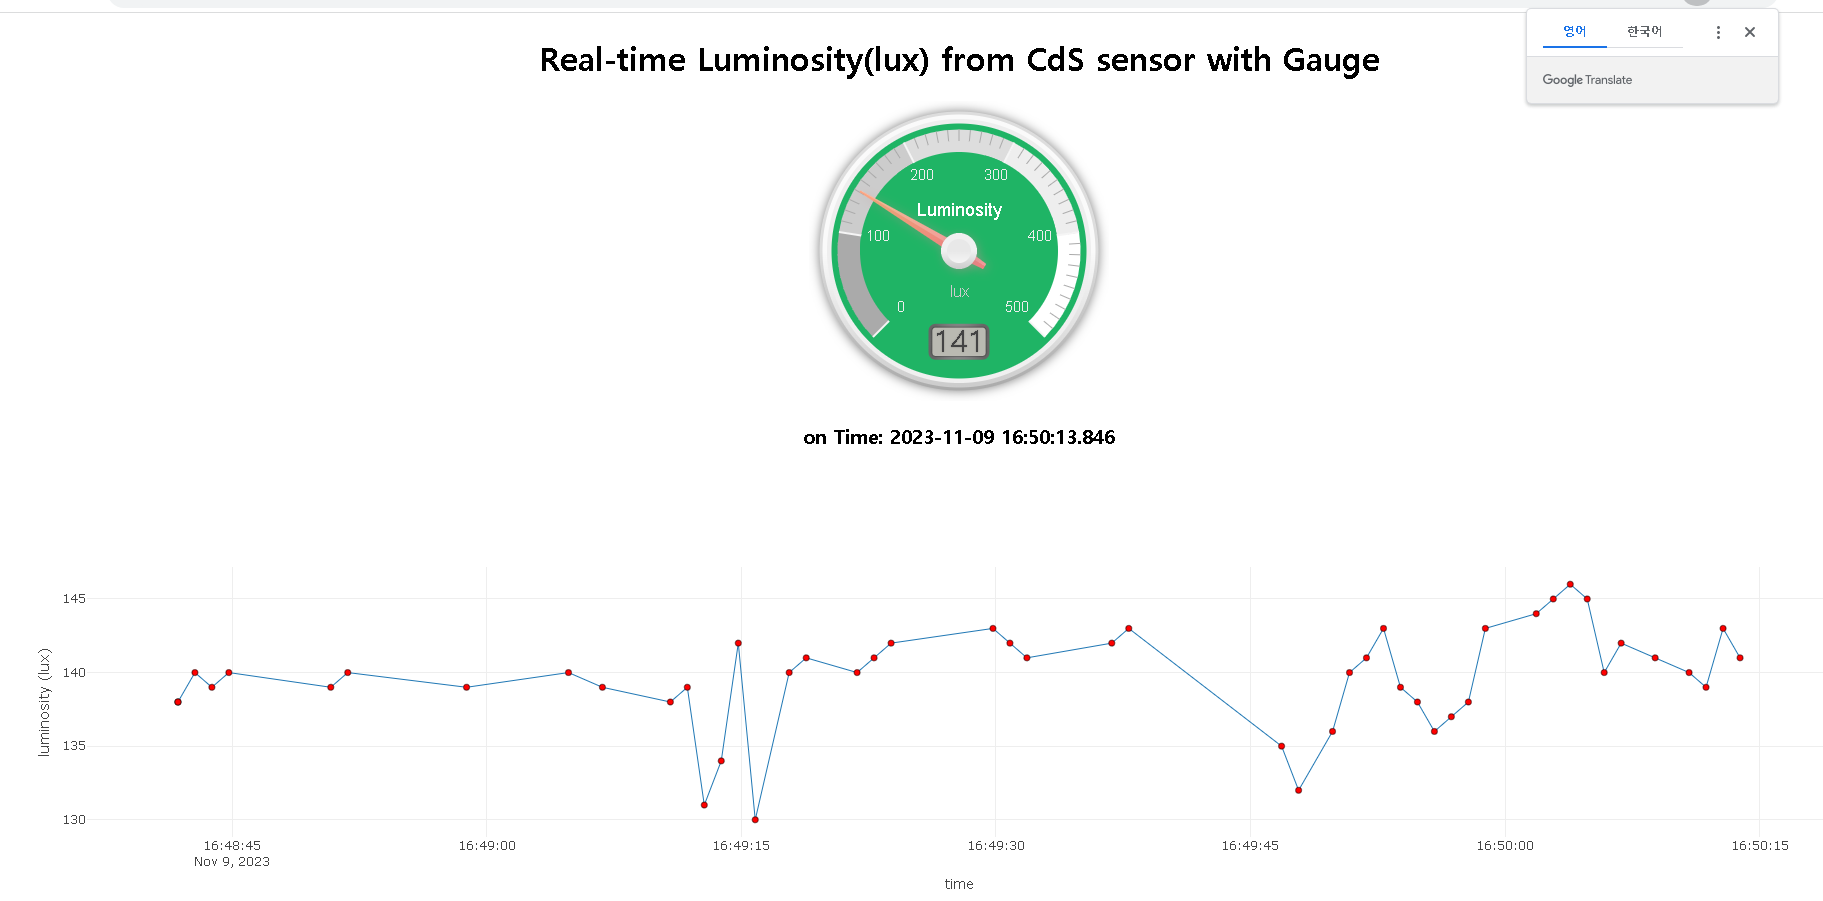 영어 한국어
Google Translate
Real-time Luminosity(lux) from CdS sensor with Gauge
200 300
Luminosity
100 400
lux
0 500
141
on Time: 2023-11-09 16:50:13.846
145
140
135
130
luminosity (lux)
16:48:45 16:49:00 16:49:15 16:49:30 16:49:45 16:50:00 16:50:15
Nov 9, 2023
time